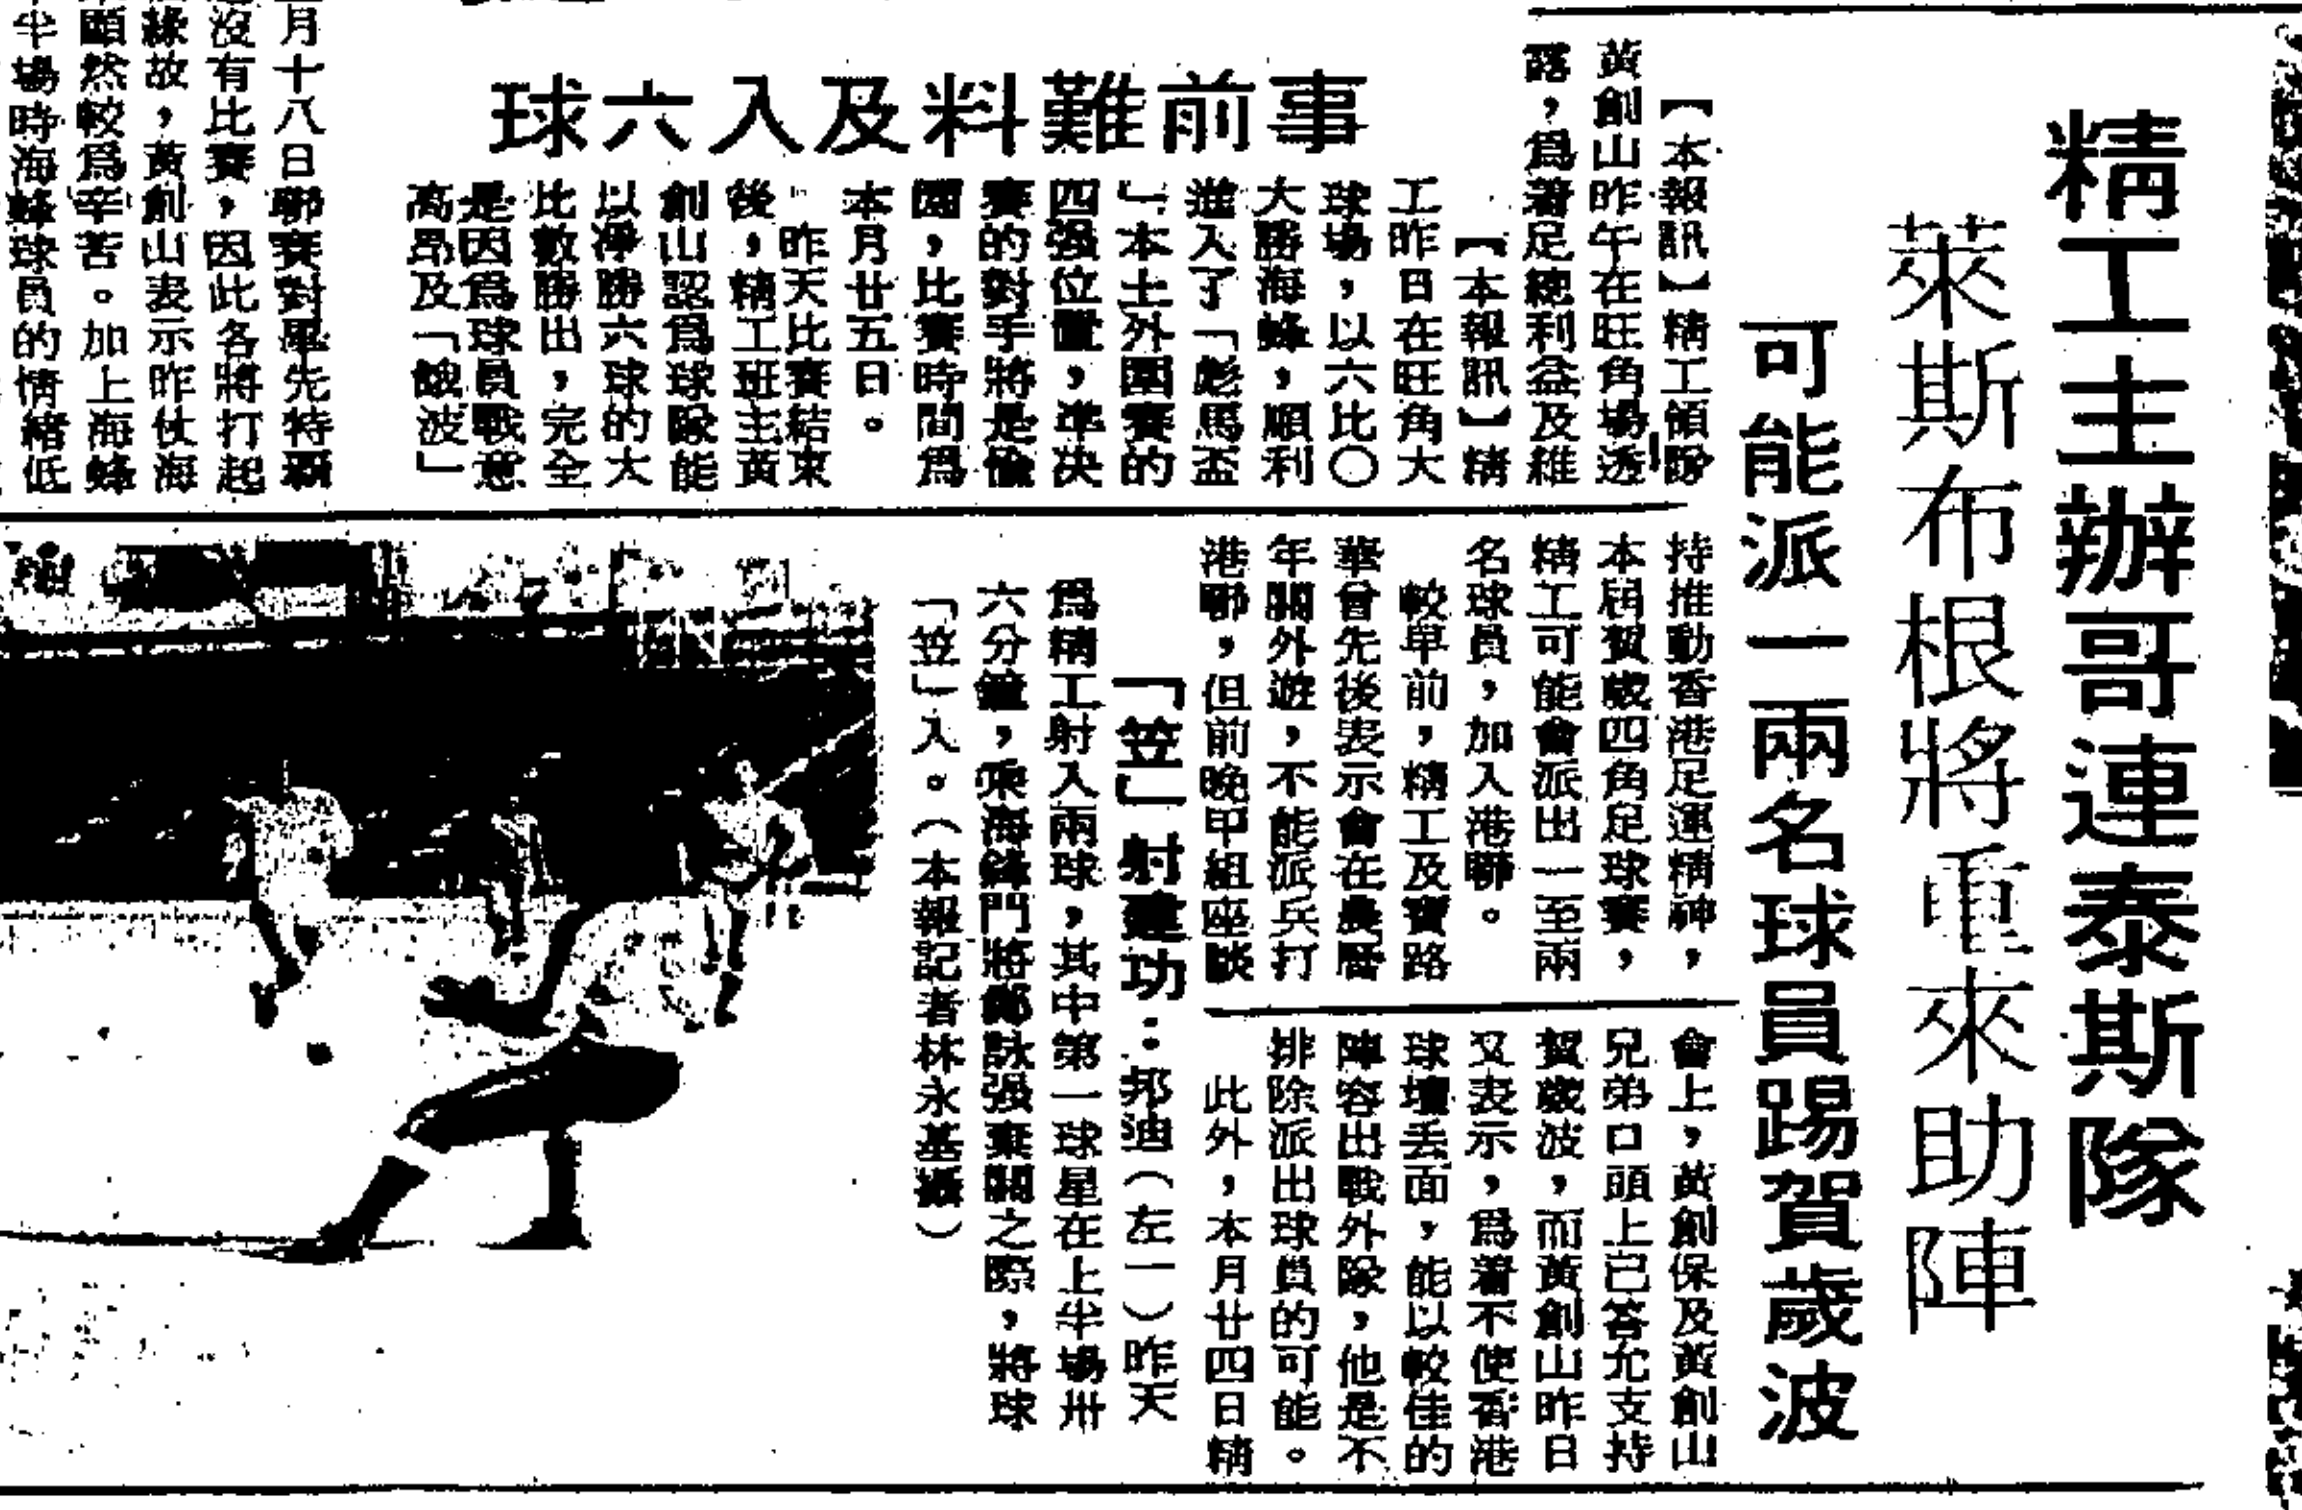 精工主辦哥連泰斯隊
萊斯布根將重來助陣
可能派一兩名球員踢賀歲波
【本報訊】精工領隊
黃創山昨午在旺角場透
露，爲着足總利益及維
持推動香港足運精神，
本屆賀歲四角足球賽，
精工可能會派出一至兩
名球員，加入港聯。
較早前，精工及寶路
華曾先後表示會在農曆
年關外遊，不能派兵打
港聯，但前晚甲組座談
會上，黃創保及黃創山
兄弟口頭上已答允支持
賀歲波，而黃創山昨日
又表示，爲着不使香港
球壇丢面，能以較佳的
陣容出戰外隊，他是不
排除派出球員的可能。
此外，本月廿四日精
事前難料及入六球
【本報訊】精
工昨日在旺角大
球場，以六比〇
大勝海蜂，順利
進入了「彪馬盃
」本土外圍賽的
四强位置，準決
賽的對手將是愉
園，比賽時間爲
本月廿五日。
昨天比賽結束
後，精工班主黃
創山認爲球隊能
以淨勝六球的大
比數勝出，完全
是因爲球員戰意
高昂及「餓波」
月十八日聯賽對壓先特霸
沒有比賽，因此各將打起
緣故，黃創山表示昨仗海
顯然較爲辛苦。加上海蜂
半場時海蜂球員的情緒低
「笠」射建功：邦迪（左一）昨天
爲精工射入兩球，其中第一球星在上半場卅
六分鐘，乘海鋒門將鄭詠强棄關之際，將球
「笠」入。（本報記者林永基攝）